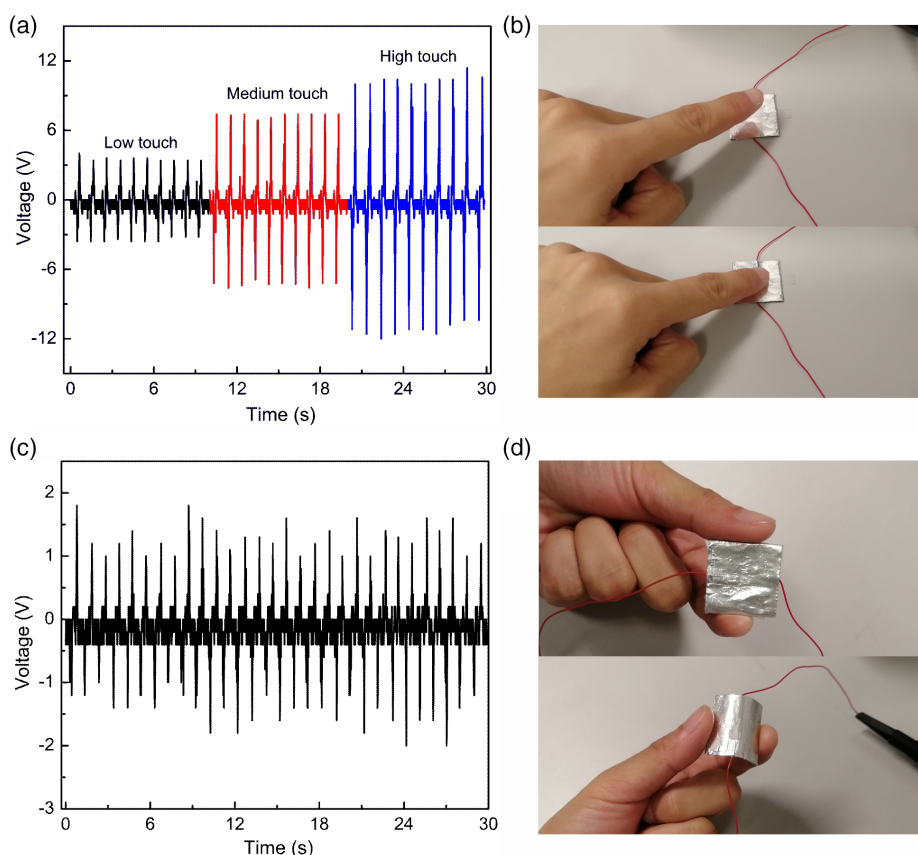 (a)
(b)
12
6
0
-6
-12
Voltage (V)
Low touch
Medium touch
High touch
0 6 12 18 24 30
Time (s)
(c)
(d)
2
1
0
-1
-2
-3
Voltage (V)
0 6 12 18 24 30
Time (s)